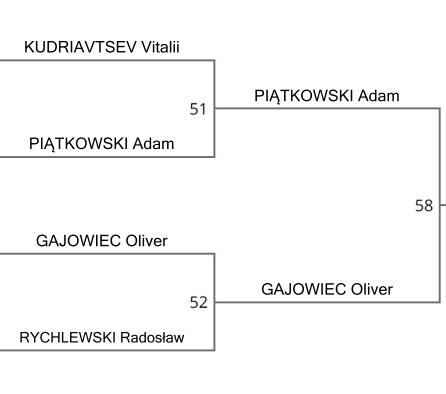 KUDRIAVTSEV Vitalii
PIĄTKOWSKI Adam
51
PIĄTKOWSKI Adam
58
GAJOWIEC Oliver
GAJOWIEC Oliver
52
RYCHLEWSKI Radosław